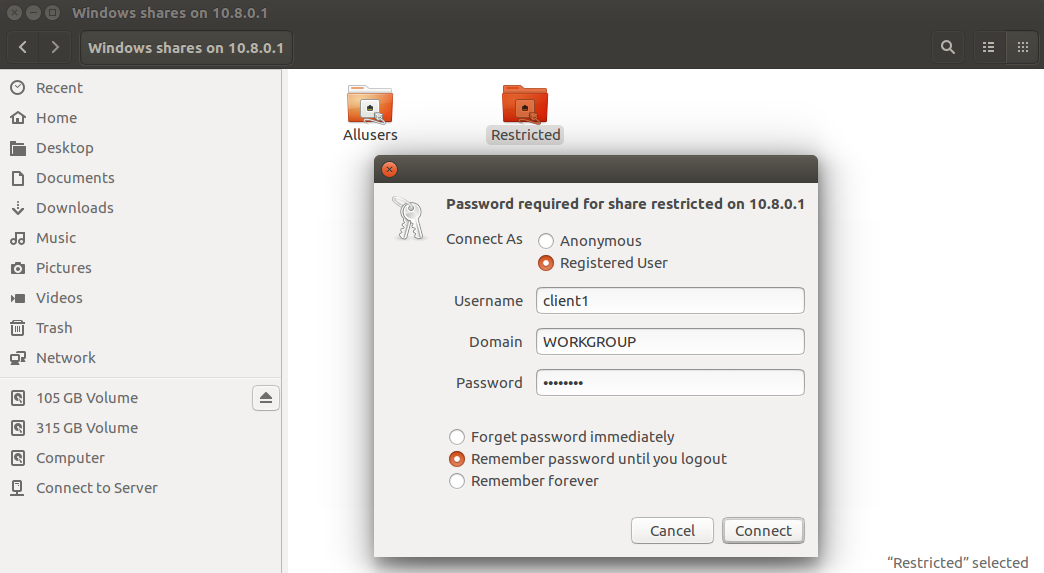 Windows shares on 10.8.0.1
Windows shares on 10.8.0.1
Recent
Home
Desktop
Documents
Downloads
Music
Pictures
Videos
Trash
Network
105 GB Volume
315 GB Volume
Computer
Connect to Server
Allusers
Restricted
Password required for share restricted on 10.8.0.1
Connect As
Anonymous
Registered User
Username client1
Domain WORKGROUP
Password ••••••••
Forget password immediately
Remember password until you logout
Remember forever
Cancel Connect
“Restricted” selected